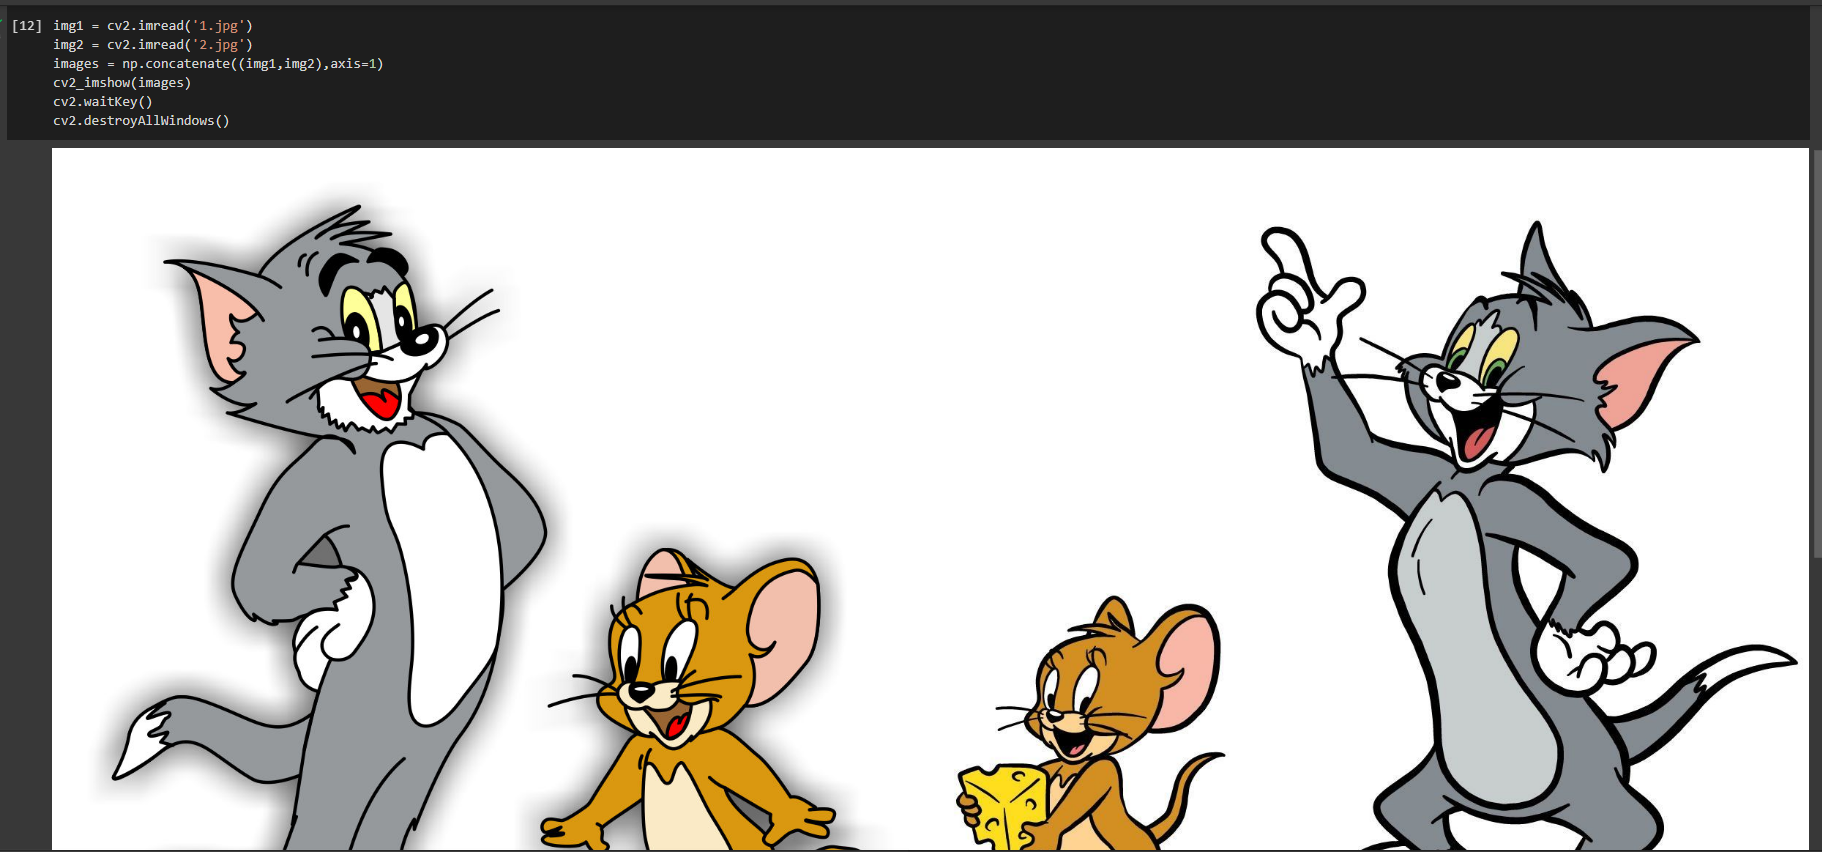 [12] img1 = cv2.imread('1.jpg')
img2 = cv2.imread('2.jpg')
images = np.concatenate((img1,img2),axis=1)
cv2_imshow(images)
cv2.waitKey()
cv2.destroyAllWindows()